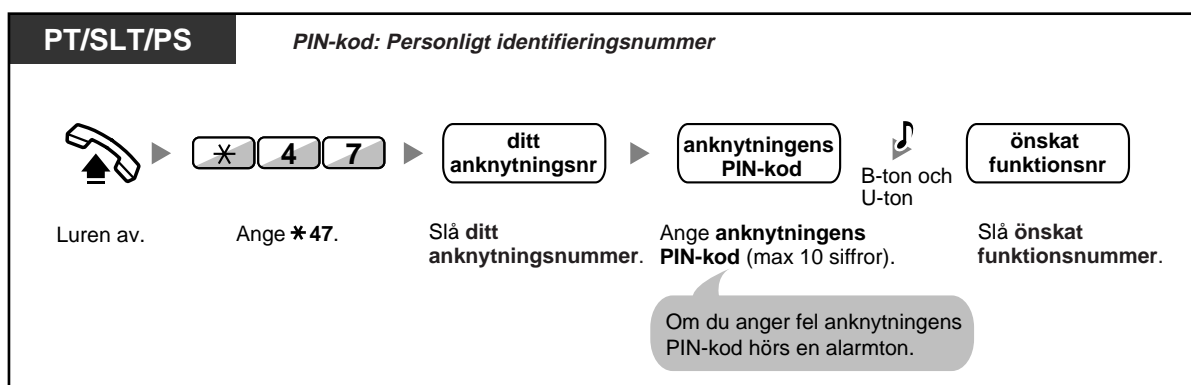 PT/SLT/PS
PIN-kod: Personligt identifieringsnummer
* 4 7
ditt
anknytningsnr
anknytningens
PIN-kod
B-ton och
U-ton
önskat
funktionsnr
Luren av.
Ange *47.
Slå ditt
anknytningsnummer.
Ange anknytningens
PIN-kod (max 10 siffror).
Slå önskat
funktionsnummer.
Om du anger fel anknytningens
PIN-kod hörs en alarmton.